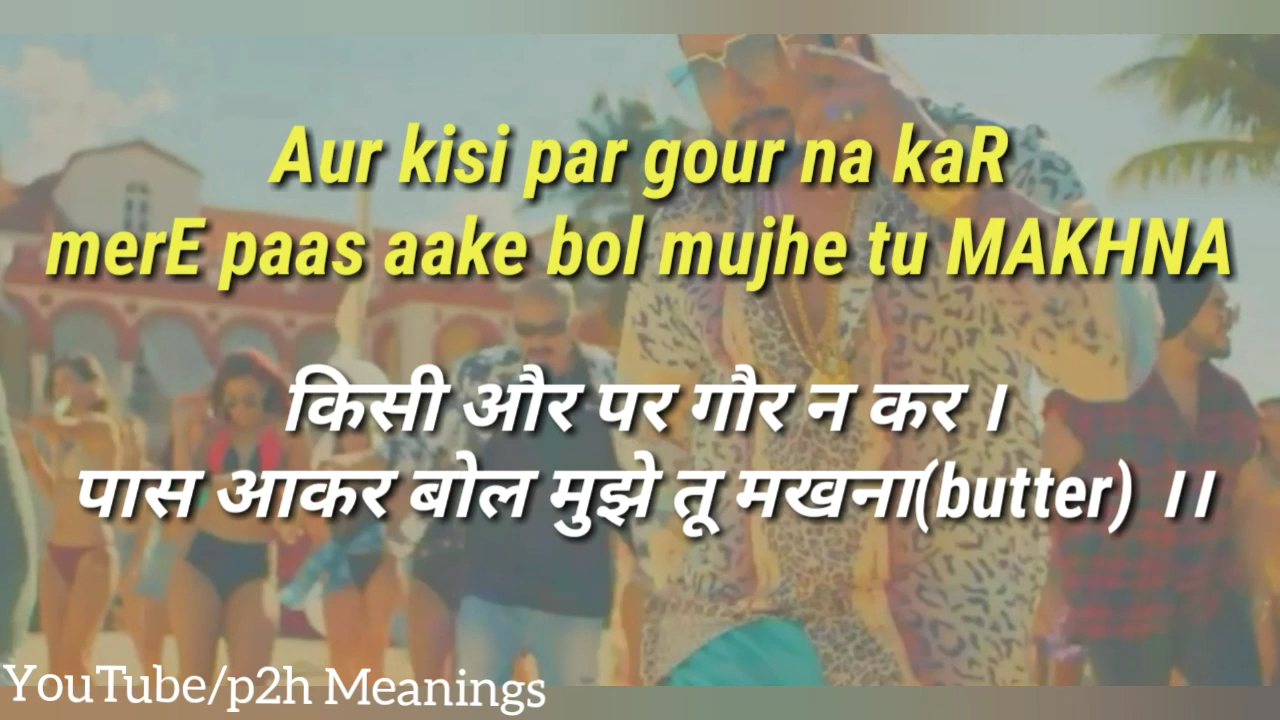 Aur kisi par gour na kaR
merE paas aake bol mujhe tu MAKHNA
किसी और पर गौर न कर ।
पास आकर बोल मुझे तू मखना(butter) ।।
YouTube/p2h Meanings